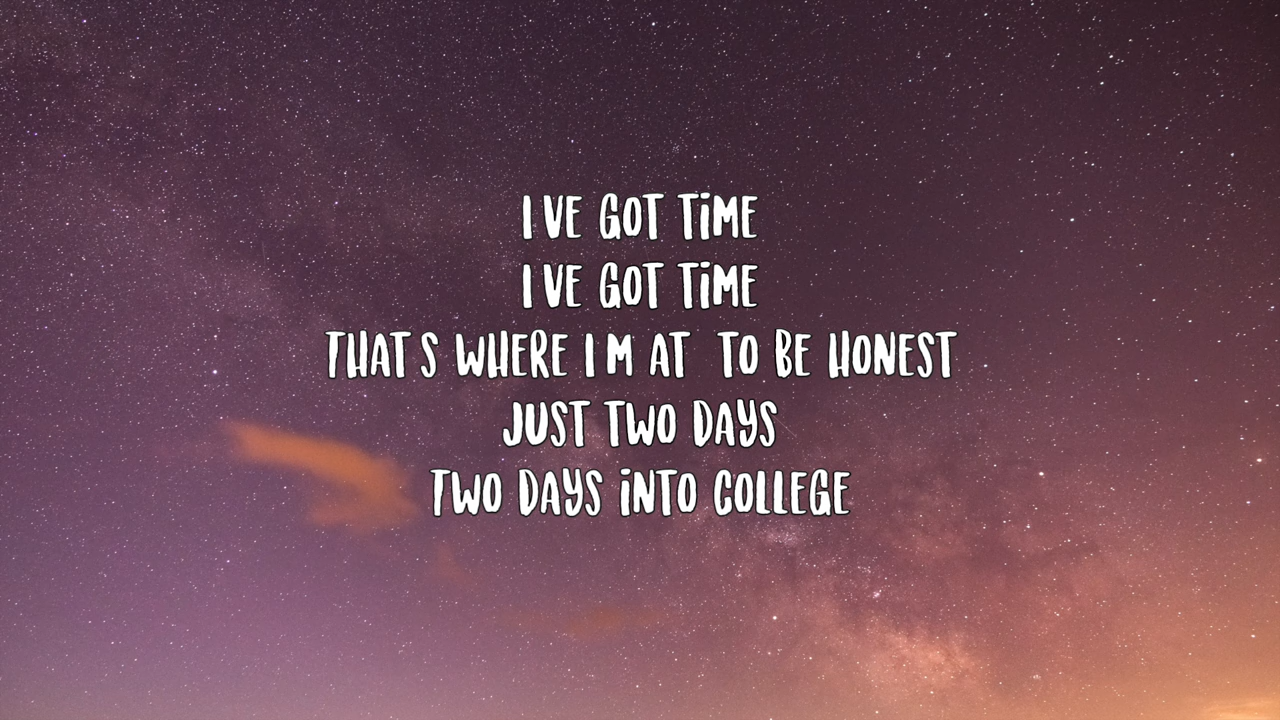 I VE GOT TiME
I VE GOT TiME
THAT S WHERE I M AT  TO BE HONEST
JUST TWO DAYS
TWO DAYS iNTO COLLEGE